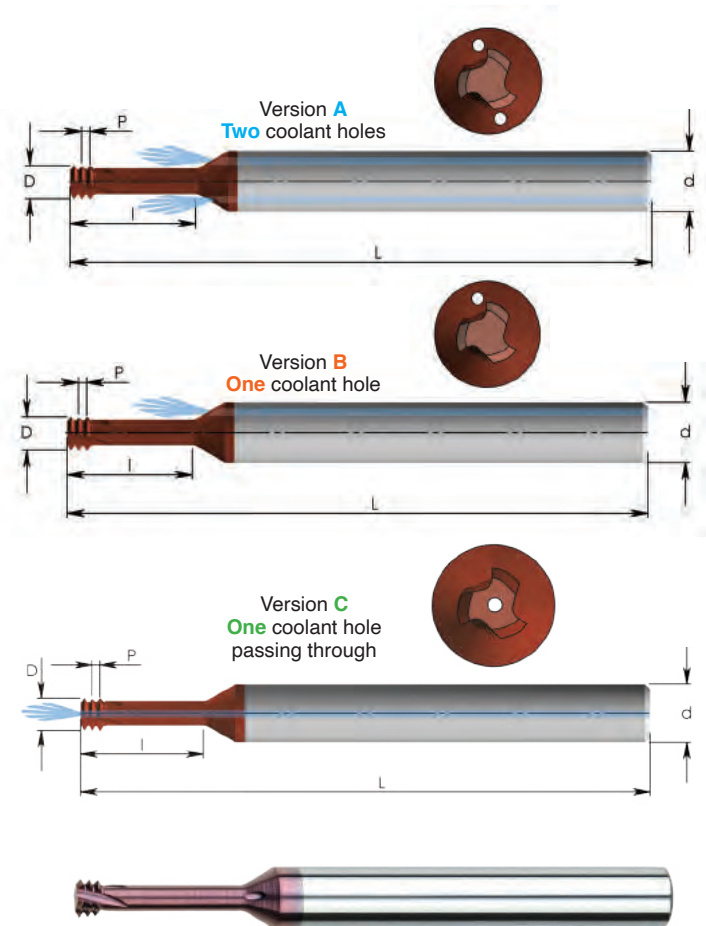 Version A
Two coolant holes
P
D
d
l
L
Version B
One coolant hole
P
D
d
l
L
Version C
One coolant hole
passing through
D
P
d
l
L